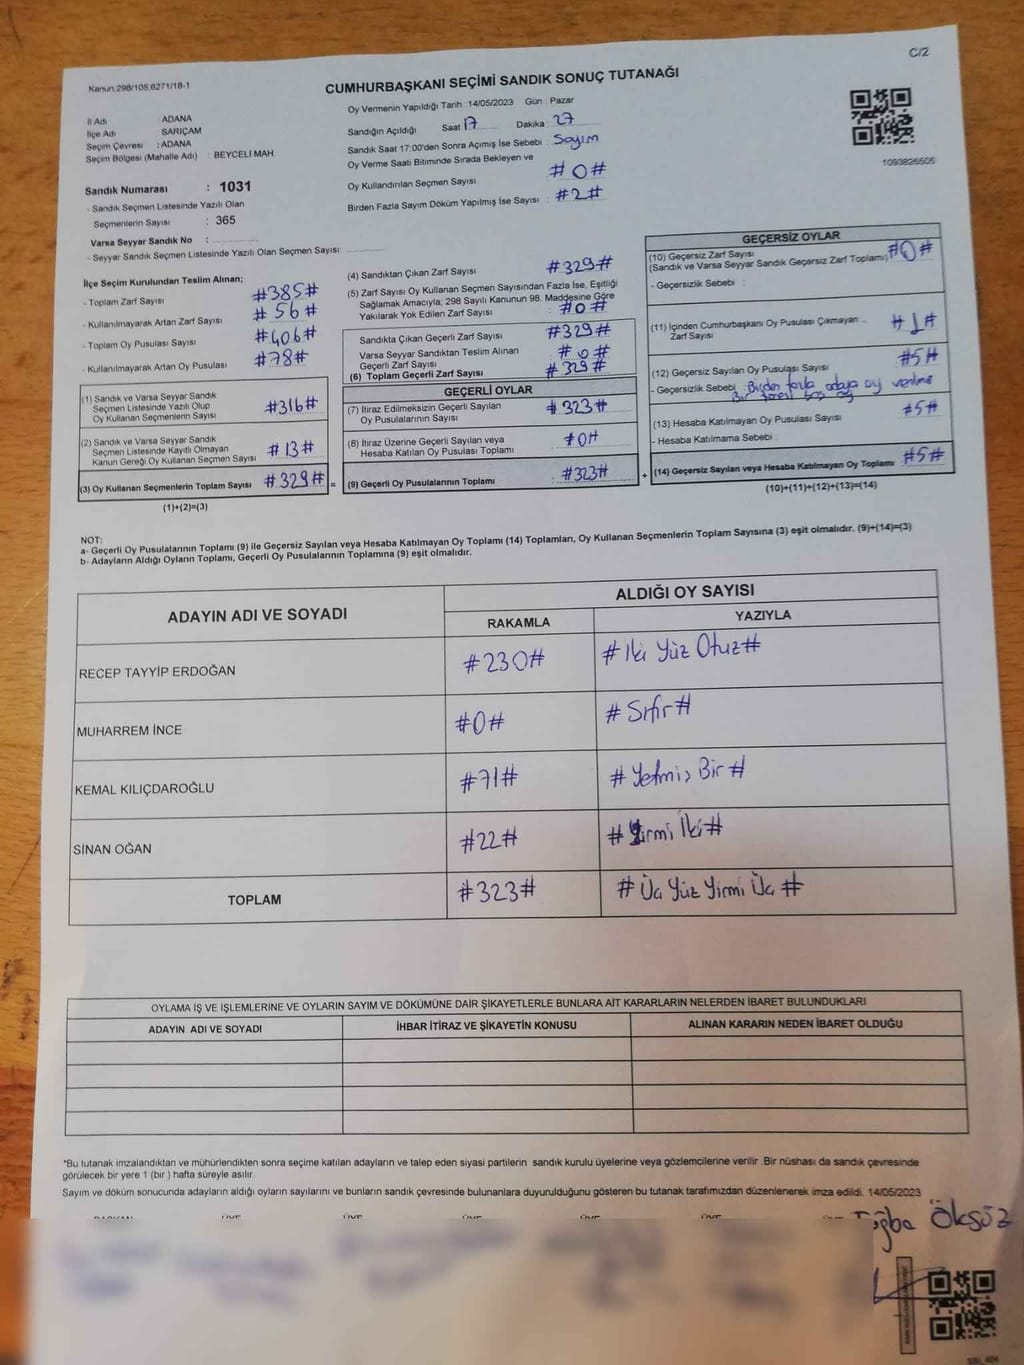 C/2
Kanun:298/105,6271/18-1
CUMHURBAŞKANI SEÇİMİ SANDIK SONUÇ TUTANAĞI
İl Adı ADANA
İlçe Adı SARIÇAM
Seçim Çevresi :ADANA
Seçim Bölgesi (Mahalle Adı) : BEYCELİ MAH.
Sandık Numarası : 1031
- Sandık Seçmen Listesinde Yazılı Olan
Seçmenlerin Sayısı : 365
Varsa Seyyar Sandık No :
- Seyyar Sandık Seçmen Listesinde Yazılı Olan Seçmen Sayısı:
Oy Vermenin Yapıldığı Tarih :14/05/2023 Gün : Pazar
Sandığın Açıldığı Saat 17 Dakika : 27
Sandık Saat 17:00'den Sonra Açımış İse Sebebi : Sayım
Oy Verme Saati Bitiminde Sırada Bekleyen ve
Oy Kullandırılan Seçmen Sayısı #0#
Birden Fazla Sayım Döküm Yapılmış İse Sayısı : #2#
1093826605
İlçe Seçim Kurulundan Teslim Alınan;
- Toplam Zarf Sayısı #385#
- Kullanılmayarak Artan Zarf Sayısı : #56#
- Toplam Oy Pusulası Sayısı #406#
- Kullanılmayarak Artan Oy Pusulası : #78#
(1) Sandık ve Varsa Seyyar Sandık
Seçmen Listesinde Yazılı Olup
Oy Kullanan Seçmenlerin Sayısı #316#
(2) Sandık ve Varsa Seyyar Sandık
Seçmen Listesinde Kayıtlı Olmayan
Kanun Gereği Oy Kullanan Seçmen Sayısı #13#
(3) Oy Kullanan Seçmenlerin Toplam Sayısı #329# =
(1)+(2)=(3)
(4) Sandıktan Çıkan Zarf Sayısı #329#
(5) Zarf Sayısı Oy Kullanan Seçmen Sayısından Fazla İse, Eşitliği
Sağlamak Amacıyla; 298 Sayılı Kanunun 98. Maddesine Göre
Yakılarak Yok Edilen Zarf Sayısı : #0#
Sandıkta Çıkan Geçerli Zarf Sayısı #329#
Varsa Seyyar Sandıktan Teslim Alınan
Geçerli Zarf Sayısı : #0#
(6) Toplam Geçerli Zarf Sayısı #329#
GEÇERLİ OYLAR
(7) İtiraz Edilmeksizin Geçerli Sayılan
Oy Pusulalarının Sayısı #323#
(8) İtiraz Üzerine Geçerli Sayılan veya
Hesaba Katılan Oy Pusulası Toplamı #0#
(9) Geçerli Oy Pusulalarının Toplamı : #323# +
GEÇERSİZ OYLAR
(10) Geçersiz Zarf Sayısı
(Sandık ve Varsa Seyyar Sandık Geçersiz Zarf Toplamı) #0#
- Geçersizlik Sebebi :
(11) İçinden Cumhurbaşkanı Oy Pusulası Çıkmayan
Zarf Sayısı #1#
(12) Geçersiz Sayılan Oy Pusulası Sayısı #5#
- Geçersizlik Sebebi : Birden fazla adaya oy verilmiş
Bir boş oy
(13) Hesaba Katılmayan Oy Pusulası Sayısı #5#
- Hesaba Katılmama Sebebi
(14) Geçersiz Sayılan veya Hesaba Katılmayan Oy Toplamı #5#
(10)+(11)+(12)+(13)=(14)
NOT:
a- Geçerli Oy Pusulalarının Toplamı (9) ile Geçersiz Sayılan veya Hesaba Katılmayan Oy Toplamı (14) Toplamları, Oy Kullanan Seçmenlerin Toplam Sayısına (3) eşit olmalıdır. (9)+(14)=(3)
b- Adayların Aldığı Oyların Toplamı, Geçerli Oy Pusulalarının Toplamına (9) eşit olmalıdır.
ADAYIN ADI VE SOYADI ALDIĞI OY SAYISI
RAKAMLA YAZIYLA
RECEP TAYYİP ERDOĞAN #230# #İki Yüz Otuz#
MUHARREM İNCE #0# #Sıfır#
KEMAL KILIÇDAROĞLU #71# #Yetmiş Bir#
SİNAN OĞAN #22# #Yirmi İki#
TOPLAM #323# #Üç Yüz Yirmi Üç#
OYLAMA İŞ VE İŞLEMLERİNE VE OYLARIN SAYIM VE DÖKÜMÜNE DAİR ŞİKAYETLERLE BUNLARA AİT KARARLARIN NELERDEN İBARET BULUNDUKLARI
ADAYIN ADI VE SOYADI İHBAR İTİRAZ VE ŞİKAYETİN KONUSU ALINAN KARARIN NEDEN İBARET OLDUĞU
*Bu tutanak imzalandıktan ve mühürlendikten sonra seçime katılan adayların ve talep eden siyasi partilerin sandık kurulu üyelerine veya gözlemcilerine verilir .Bir nüshası da sandık çevresinde
görülecek bir yere 1 (bir ) hafta süreyle asılır.
Sayım ve döküm sonucunda adayların aldığı oyların sayılarını ve bunların sandık çevresinde bulunanlara duyurulduğunu gösteren bu tutanak tarafımızdan düzenlenerek imza edildi. 14/05/2023
BAŞKAN ÜYE ÜYE ÜYE ÜYE ÜYE
Tuğba Öksüz